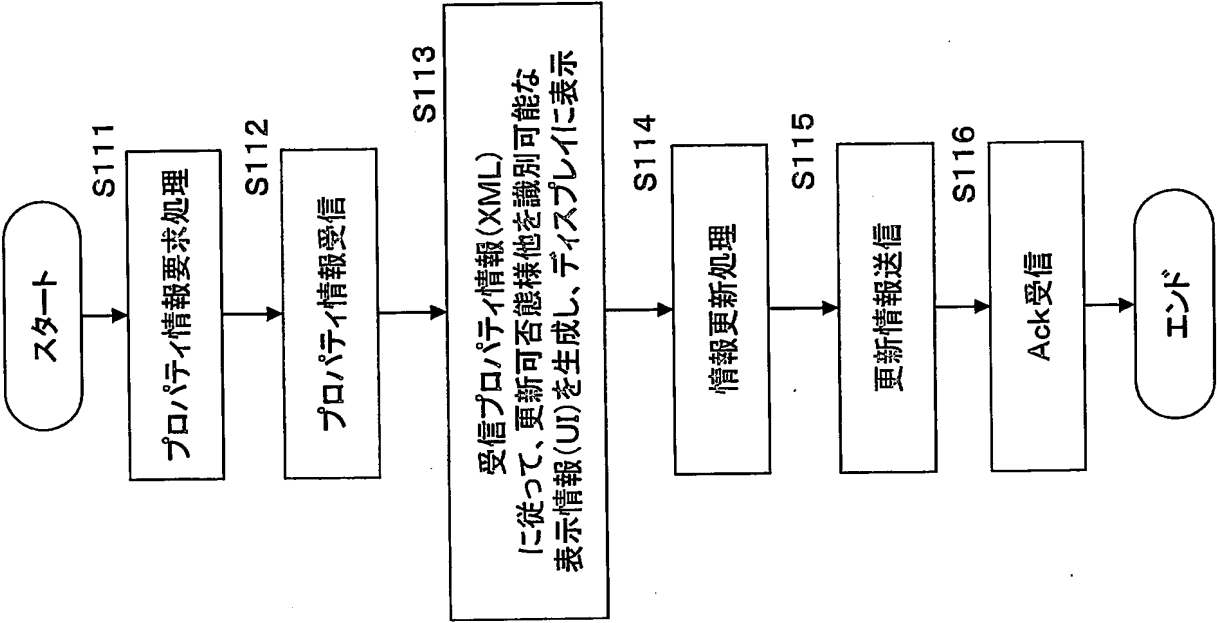 スタート
S111
プロパティ情報要求処理
S112
プロパティ情報受信
S113
受信プロパティ情報(XML)
に従って、更新可否態様他を識別可能な
表示情報(UI)を生成し、ディスプレイに表示
S114
情報更新処理
S115
更新情報送信
S116
Ack受信
エンド